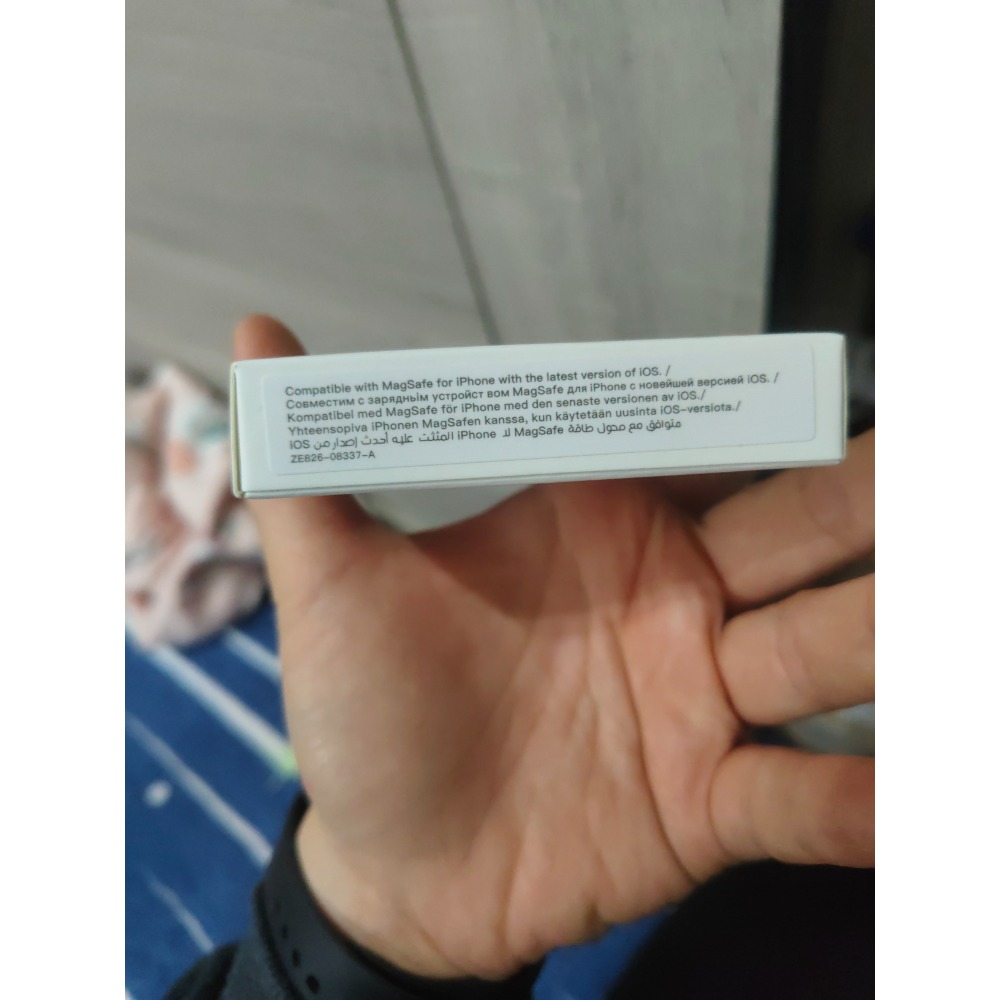 Compatible with MagSafe for iPhone with the latest version of iOS. /
Совместим с зарядным устройст вом MagSafe для iPhone с новейшей версией iOS. /
Kompatibel med MagSafe för iPhone med den senaste versionen av iOS./
Yhteensopiva iPhonen MagSafen kanssa, kun käytetään uusinta iOS-versiota./
متوافق مع محول طاقة MagSafe لا iPhone المثثت عليه أحدث إصدار من iOS
ZE826-08337-A